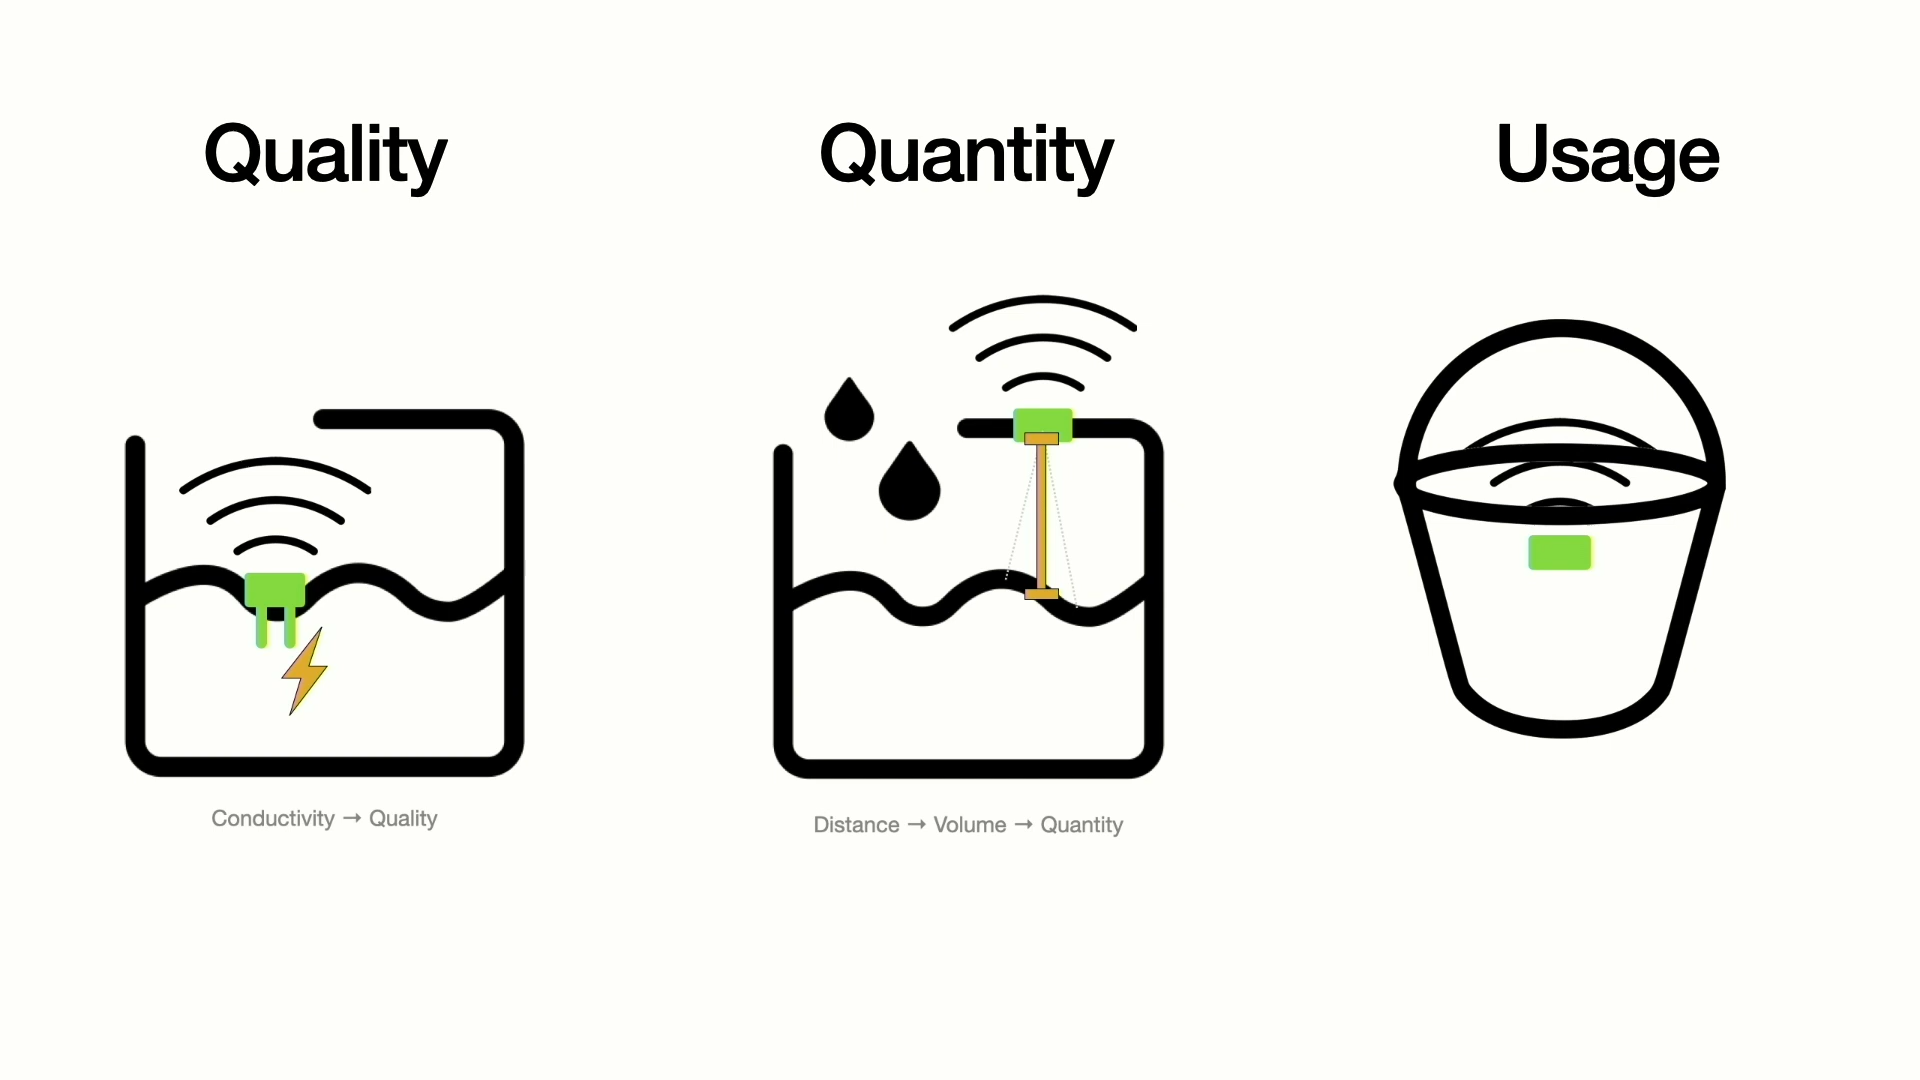 Quality
Quantity
Usage
Conductivity → Quality
Distance → Volume → Quantity